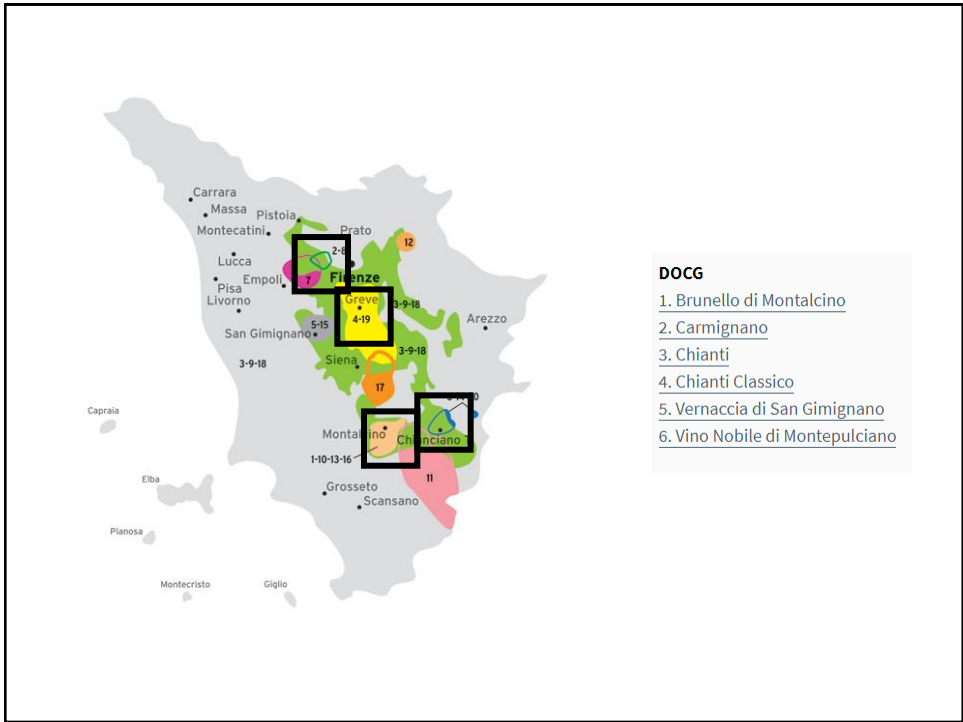 Carrara
Massa
Pistoia
Montecatini
Prato
12
2-8
Lucca
Empoli
7
Firenze
Pisa
Livorno
Greve
3-9-18
4-19
5-15
San Gimignano
Arezzo
3-9-18
3-9-18
Siena
17
Capraia
Montalcino
1-10-13-16
11
Elba
Grosseto
Scansano
Pianosa
Montecristo
Giglio
DOCG
1. Brunello di Montalcino
2. Carmignano
3. Chianti
4. Chianti Classico
5. Vernaccia di San Gimignano
6. Vino Nobile di Montepulciano